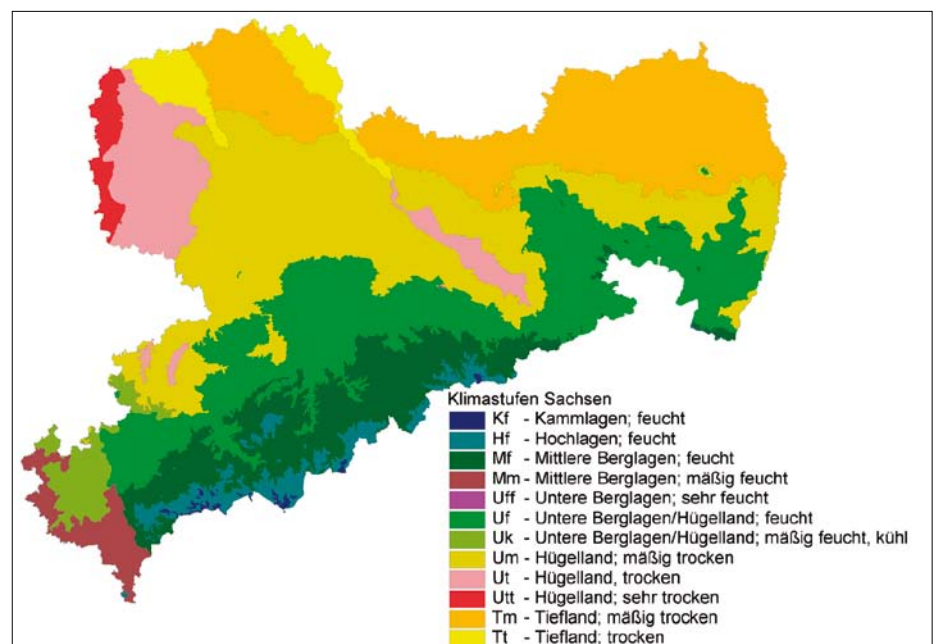 Klimastufen Sachsen
Kf - Kammlagen; feucht
Hf - Hochlagen; feucht
Mf - Mittlere Berglagen; feucht
Mm - Mittlere Berglagen; mäßig feucht
Uff - Untere Berglagen; sehr feucht
Uf - Untere Berglagen/Hügelland; feucht
Uk - Untere Berglagen/Hügelland; mäßig feucht, kühl
Um - Hügelland; mäßig trocken
Ut - Hügelland, trocken
Utt - Hügelland; sehr trocken
Tm - Tiefland; mäßig trocken
Tt - Tiefland; trocken